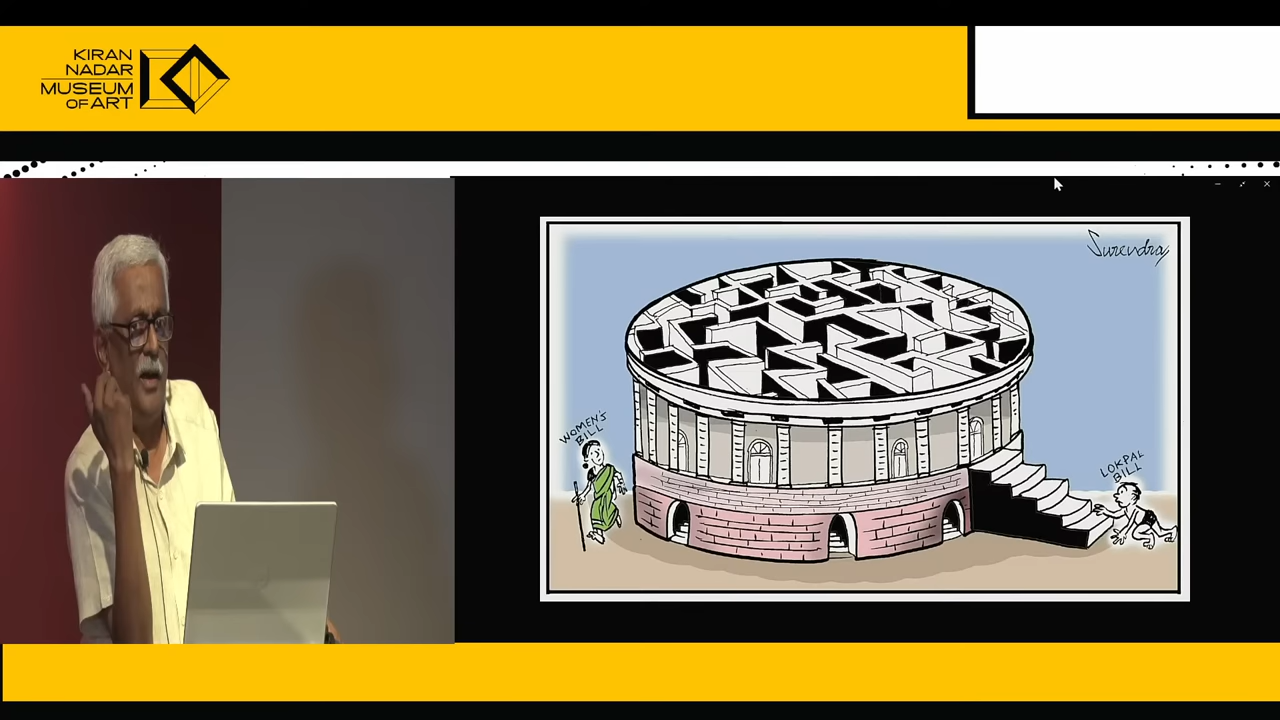 KIRAN
NADAR
MUSEUM
OF ART
Surendra
WOMEN'S
BILL
LOKPAL
BILL